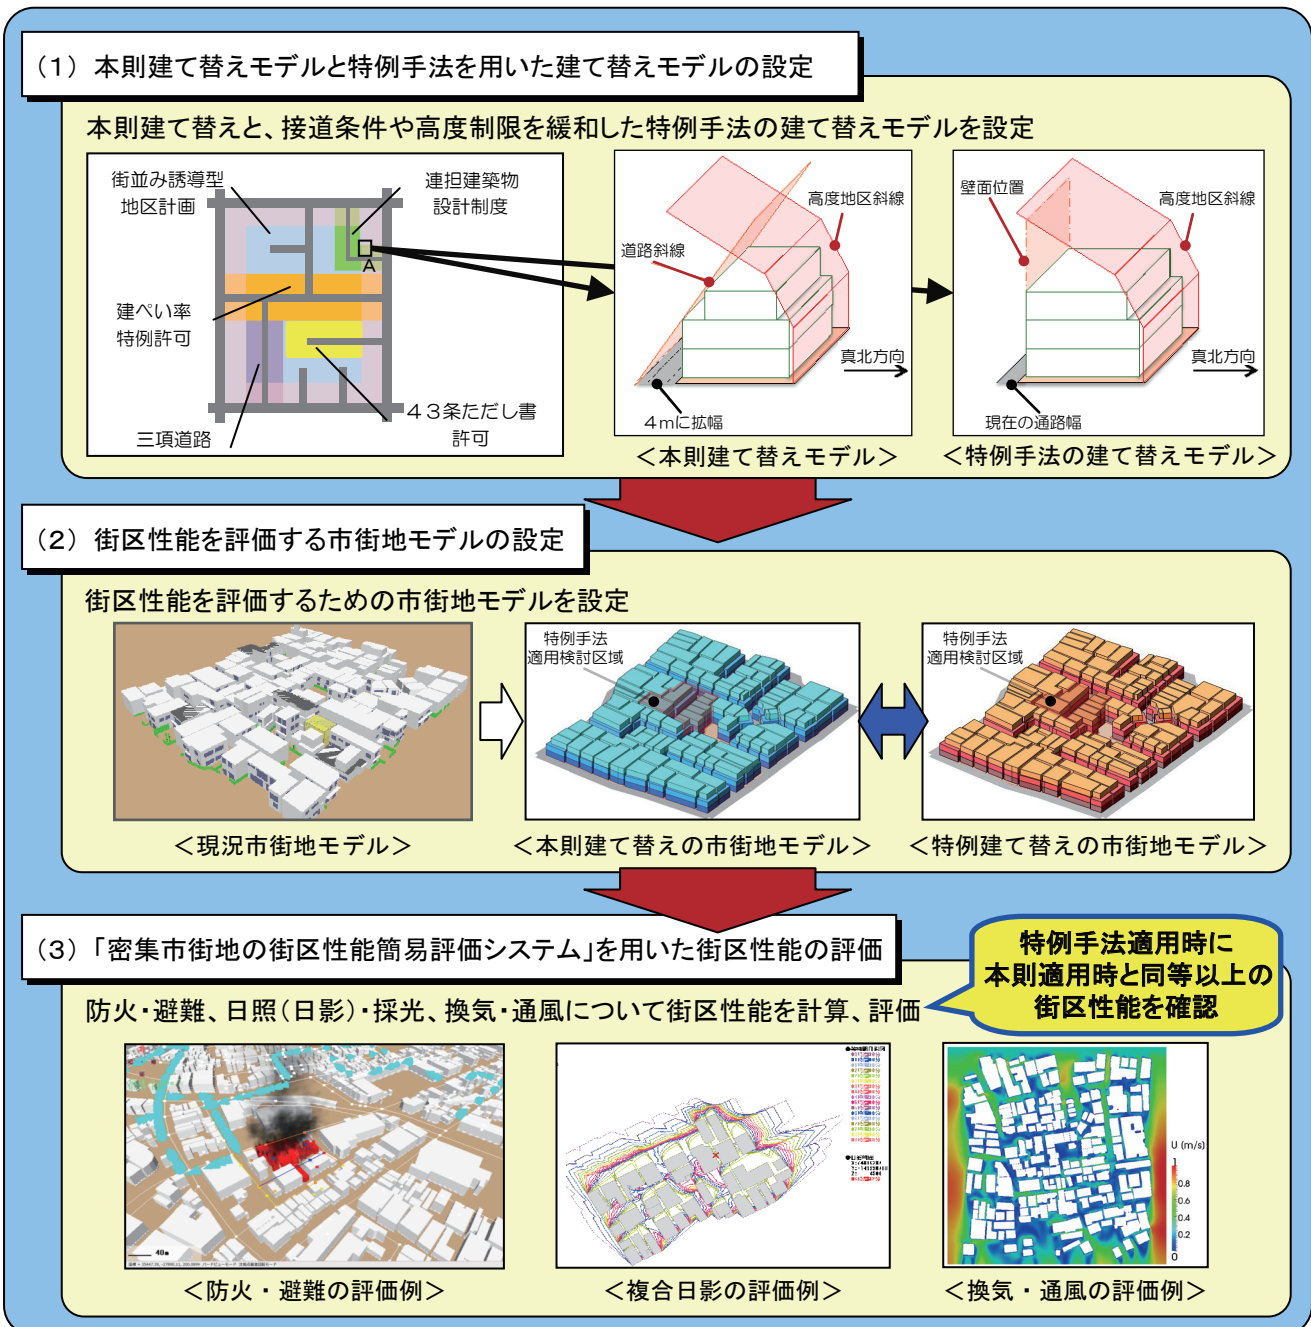 （1）本則建て替えモデルと特例手法を用いた建て替えモデルの設定
本則建て替えと、接道条件や高度制限を緩和した特例手法の建て替えモデルを設定
街並み誘導型
地区計画
連担建築物
設計制度
A
建ぺい率
特例許可
三項道路
43条ただし書
許可
道路斜線
高度地区斜線
真北方向
4mに拡幅
＜本則建て替えモデル＞
壁面位置
高度地区斜線
真北方向
現在の通路幅
＜特例手法の建て替えモデル＞
（2）街区性能を評価する市街地モデルの設定
街区性能を評価するための市街地モデルを設定
特例手法
適用検討区域
特例手法
適用検討区域
＜現況市街地モデル＞
＜本則建て替えの市街地モデル＞
＜特例建て替えの市街地モデル＞
（3）「密集市街地の街区性能簡易評価システム」を用いた街区性能の評価
特例手法適用時に
本則適用時と同等以上の
街区性能を確認
防火・避難、日照（日影）・採光、換気・通風について街区性能を計算、評価
40m
U (m/s)
1
0.8
0.6
0.4
0.2
0
＜防火・避難の評価例＞
＜複合日影の評価例＞
＜換気・通風の評価例＞